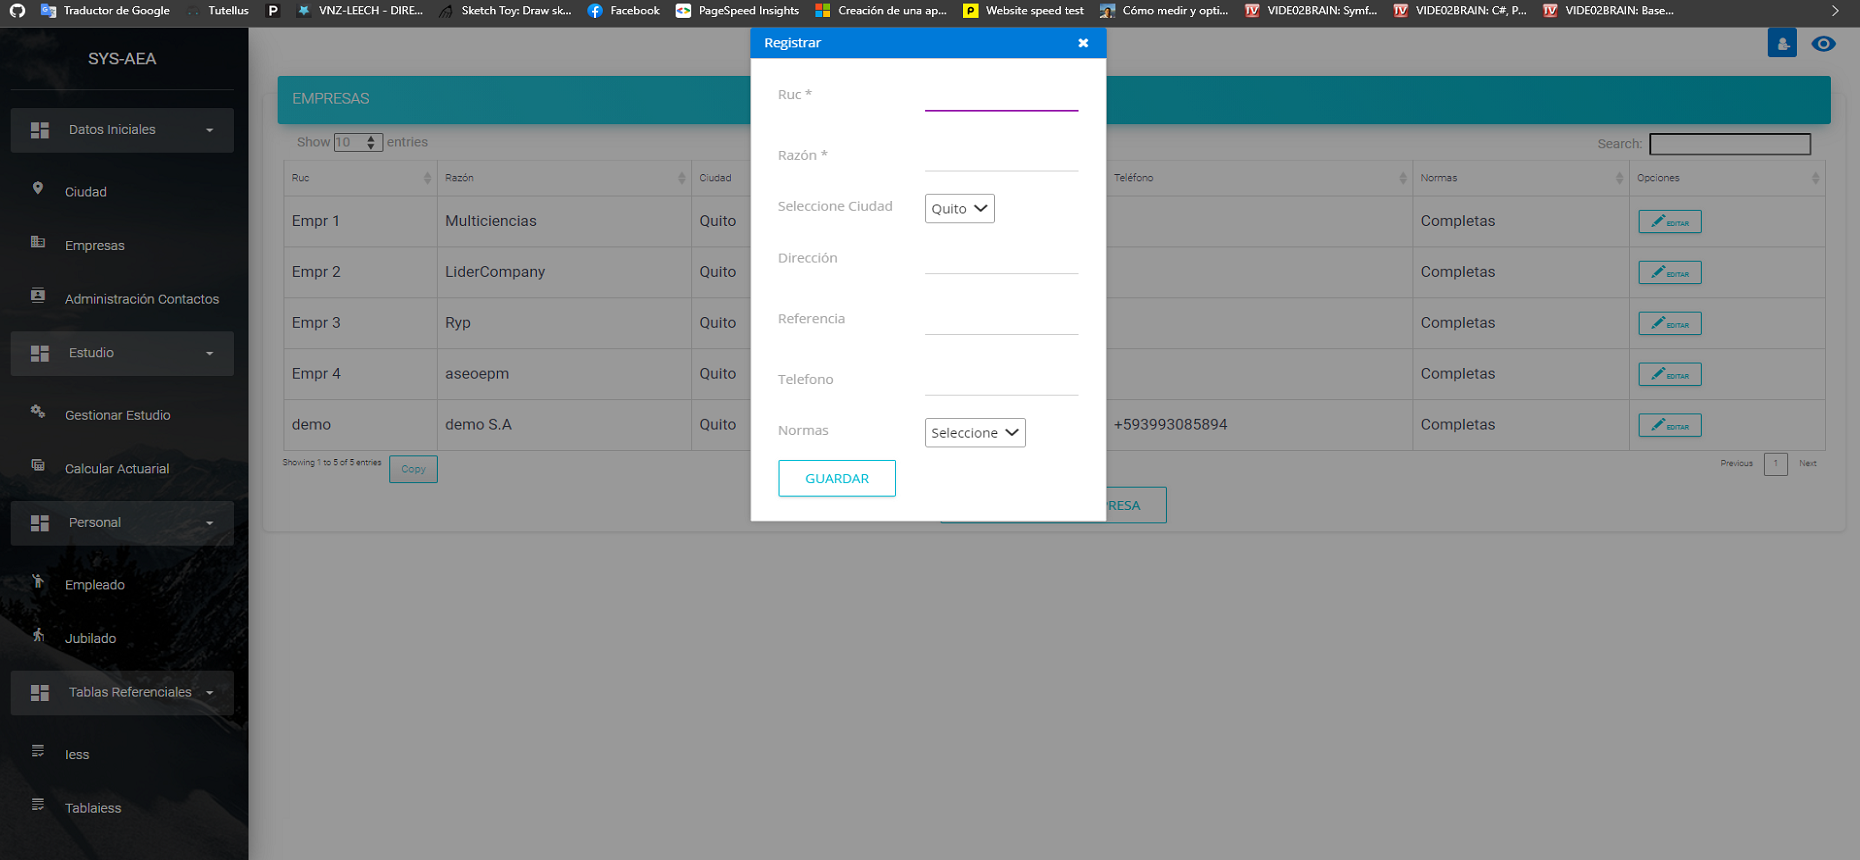 Traductor de Google
Tutellus
VNZ-LEECH - DIRE...
Sketch Toy: Draw sk...
Facebook
PageSpeed Insights
Creación de una ap...
Website speed test
Cómo medir y opti...
VIDEO2BRAIN: Symf...
VIDEO2BRAIN: C#, P...
VIDEO2BRAIN: Base...
SYS-AEA
Datos Iniciales
Ciudad
Empresas
Administración Contactos
Estudio
Gestionar Estudio
Calcular Actuarial
Personal
Empleado
Jubilado
Tablas Referenciales
Iess
Tablaiess
EMPRESAS
Show 10 entries
Search:
Ruc Razón Ciudad Teléfono Normas Opciones
Empr 1 Multiciencias Quito Completas EDITAR
Empr 2 LiderCompany Quito Completas EDITAR
Empr 3 Ryp Quito Completas EDITAR
Empr 4 aseoepm Quito Completas EDITAR
demo demo S.A Quito +593993085894 Completas EDITAR
Showing 1 to 5 of 5 entries
Copy
Previous 1 Next
PRESA
Registrar
Ruc *
Razón *
Seleccione Ciudad Quito
Dirección
Referencia
Telefono
Normas Seleccione
GUARDAR